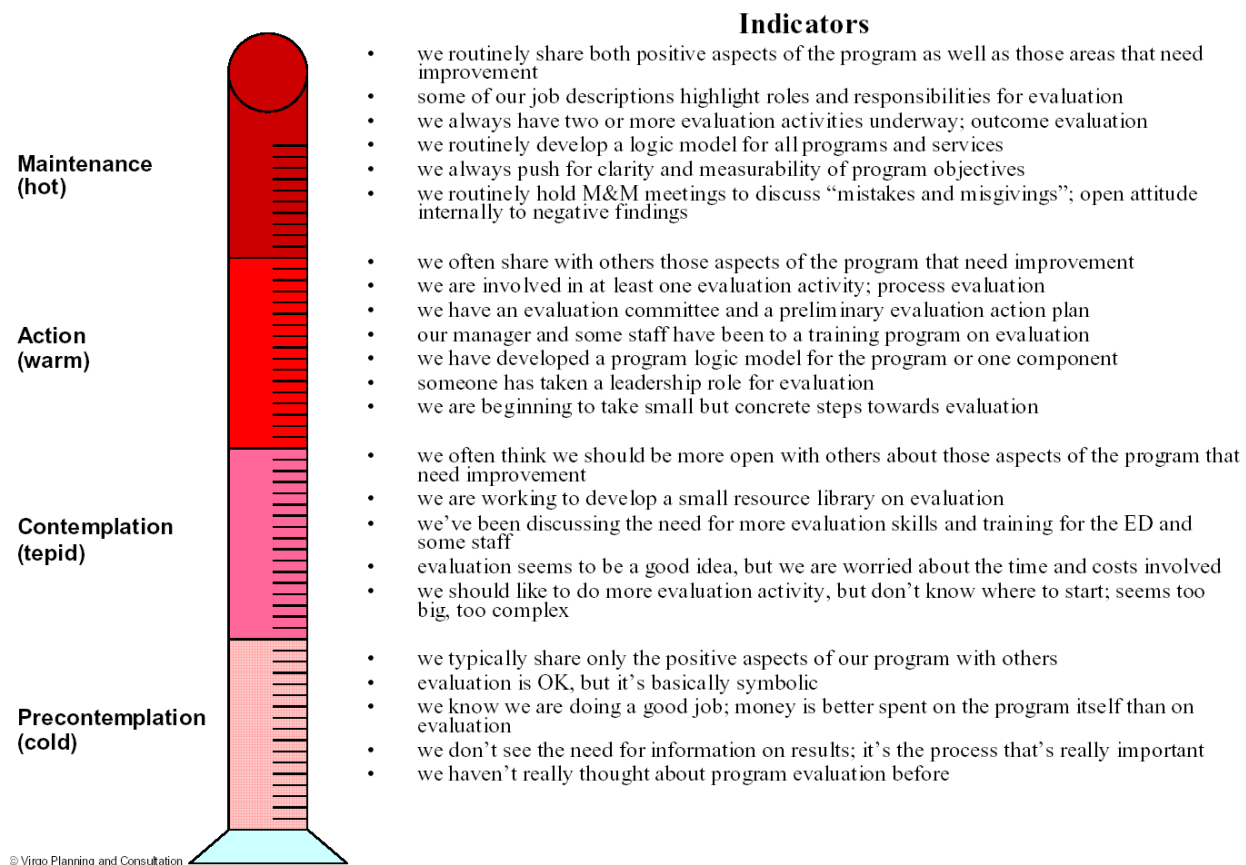 Indicators
• we routinely share both positive aspects of the program as well as those areas that need
improvement
• some of our job descriptions highlight roles and responsibilities for evaluation
• we always have two or more evaluation activities underway; outcome evaluation
• we routinely develop a logic model for all programs and services
• we always push for clarity and measurability of program objectives
• we routinely hold M&M meetings to discuss “mistakes and misgivings”; open attitude
internally to negative findings
Maintenance
(hot)
• we often share with others those aspects of the program that need improvement
• we are involved in at least one evaluation activity; process evaluation
• we have an evaluation committee and a preliminary evaluation action plan
• our manager and some staff have been to a training program on evaluation
• we have developed a program logic model for the program or one component
• someone has taken a leadership role for evaluation
• we are beginning to take small but concrete steps towards evaluation
Action
(warm)
• we often think we should be more open with others about those aspects of the program that
need improvement
• we are working to develop a small resource library on evaluation
• we’ve been discussing the need for more evaluation skills and training for the ED and
some staff
• evaluation seems to be a good idea, but we are worried about the time and costs involved
• we should like to do more evaluation activity, but don’t know where to start; seems too
big, too complex
Contemplation
(tepid)
• we typically share only the positive aspects of our program with others
• evaluation is OK, but it’s basically symbolic
• we know we are doing a good job; money is better spent on the program itself than on
evaluation
• we don’t see the need for information on results; it’s the process that’s really important
• we haven’t really thought about program evaluation before
Precontemplation
(cold)
© Virgo Planning and Consultation